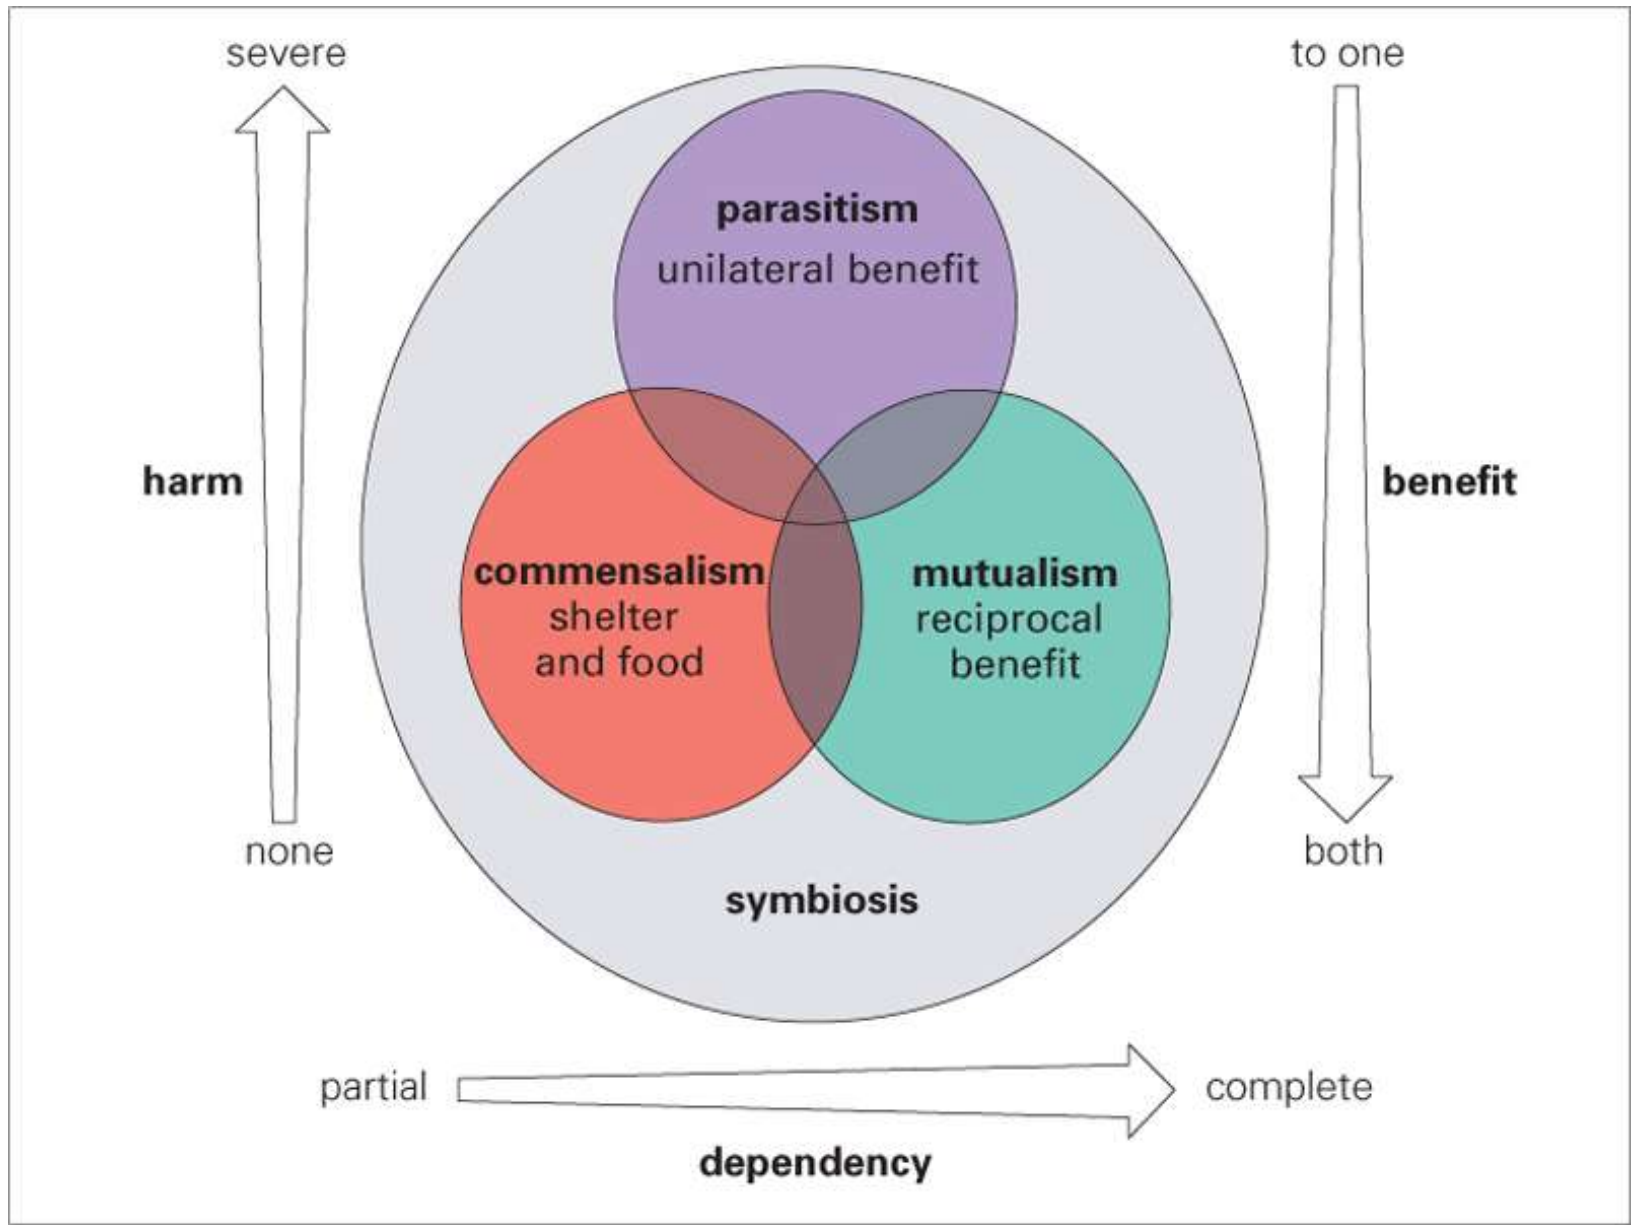 severe
to one
parasitism
unilateral benefit
harm
benefit
commensalism
shelter
and food
mutualism
reciprocal
benefit
none
both
symbiosis
partial
complete
dependency